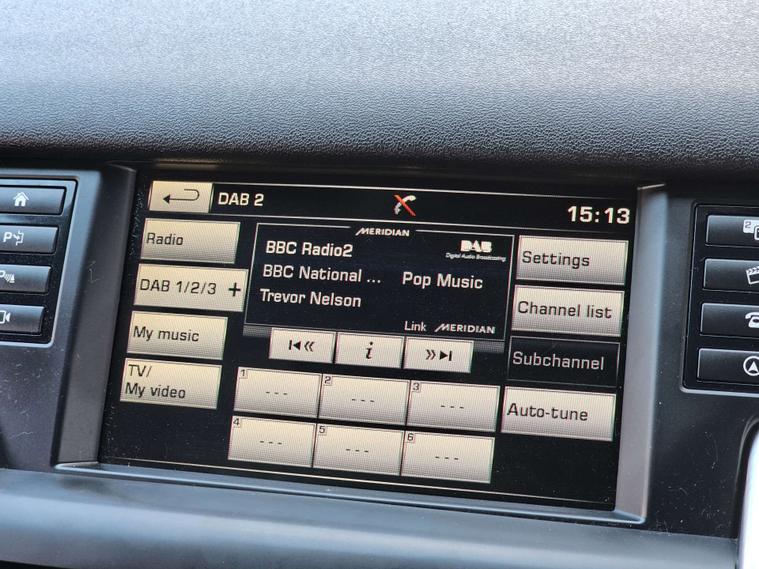 DAB 2
15:13
Radio
DAB 1/2/3 +
My music
TV/
My video
MERIDIAN
BBC Radio2
DAB
Digital Audio Broadcasting
BBC National ... Pop Music
Trevor Nelson
Link MERIDIAN
i
Settings
Channel list
Subchannel
Auto-tune
1 ---
2 ---
3 ---
4 ---
5 ---
6 ---
P
P
2